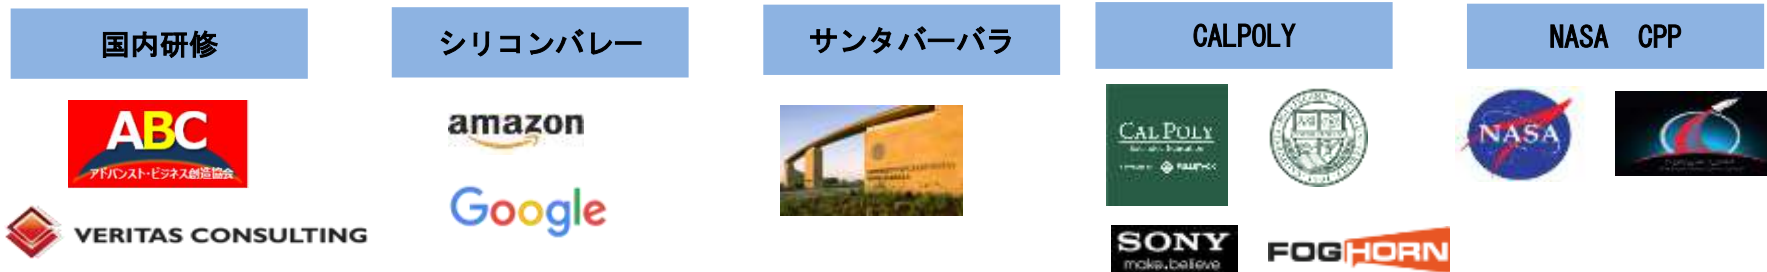 国内研修
シリコンバレー
サンタバーバラ
CALPOLY
NASA CPP
ABC
アドバンスト・ビジネス創造協会
VERITAS CONSULTING
amazon
Google
CAL POLY
SONY
make.believe
FOGHORN
NASA